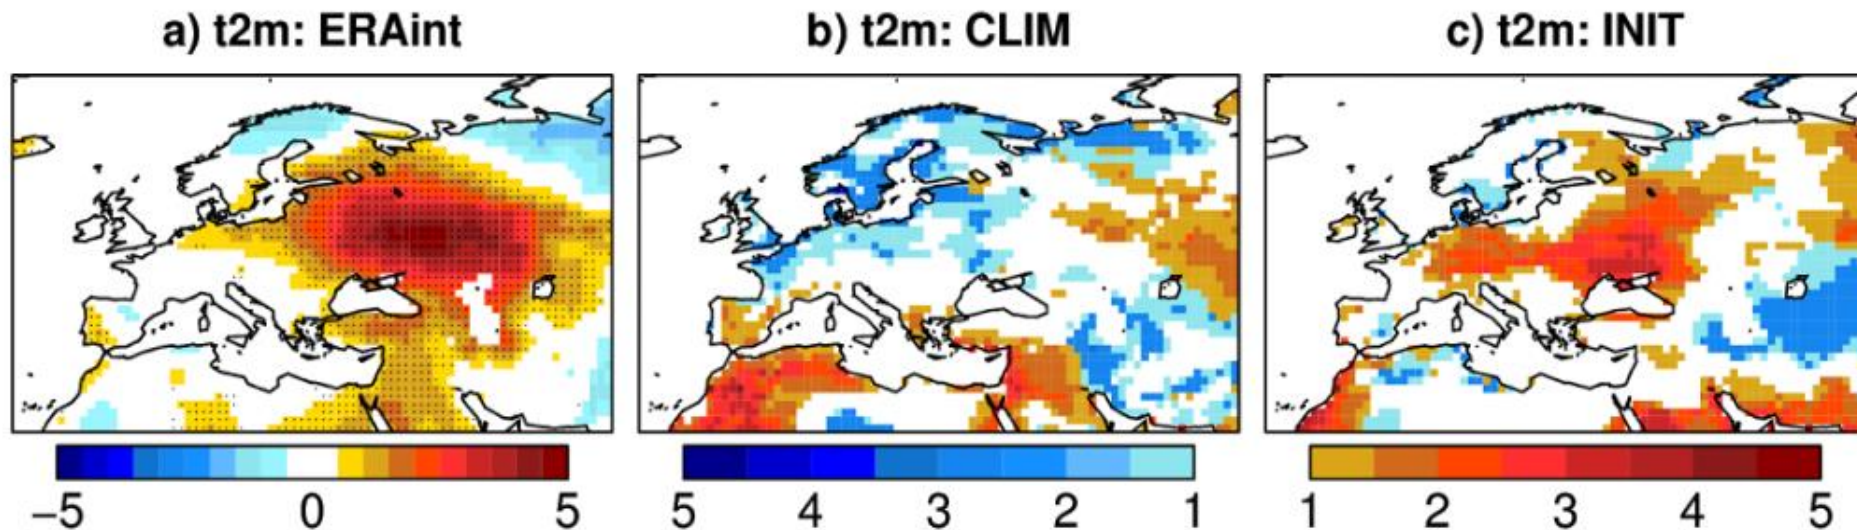 a) t2m: ERAint
b) t2m: CLIM
c) t2m: INIT
−5 0 5
5 4 3 2 1
1 2 3 4 5